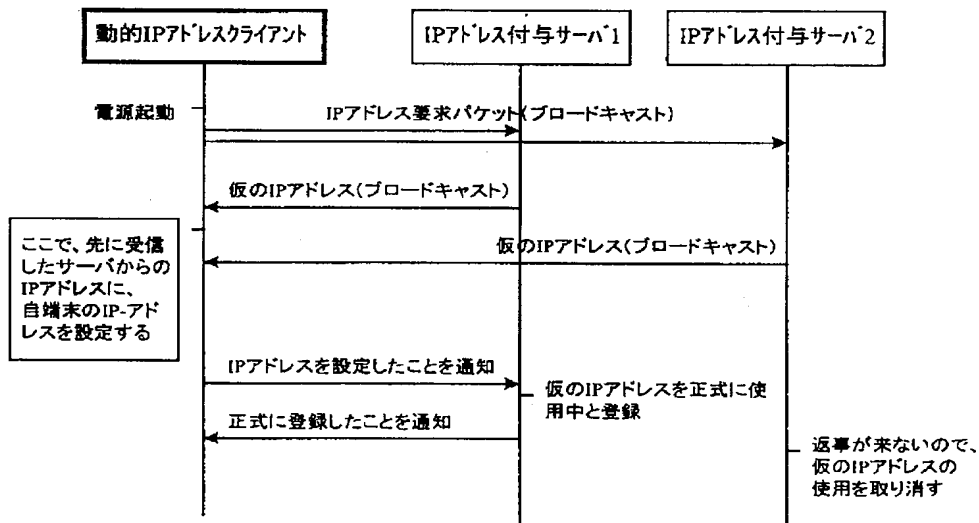 動的IPアドレスクライアント
IPアドレス付与サーバ1
IPアドレス付与サーバ2
電源起動
IPアドレス要求パケット(ブロードキャスト)
仮のIPアドレス(ブロードキャスト)
仮のIPアドレス(ブロードキャスト)
ここで、先に受信
したサーバからの
IPアドレスに、
自端末のIP-アド
レスを設定する
IPアドレスを設定したことを通知
仮のIPアドレスを正式に使
用中と登録
正式に登録したことを通知
返事が来ないので、
仮のIPアドレスの
使用を取り消す